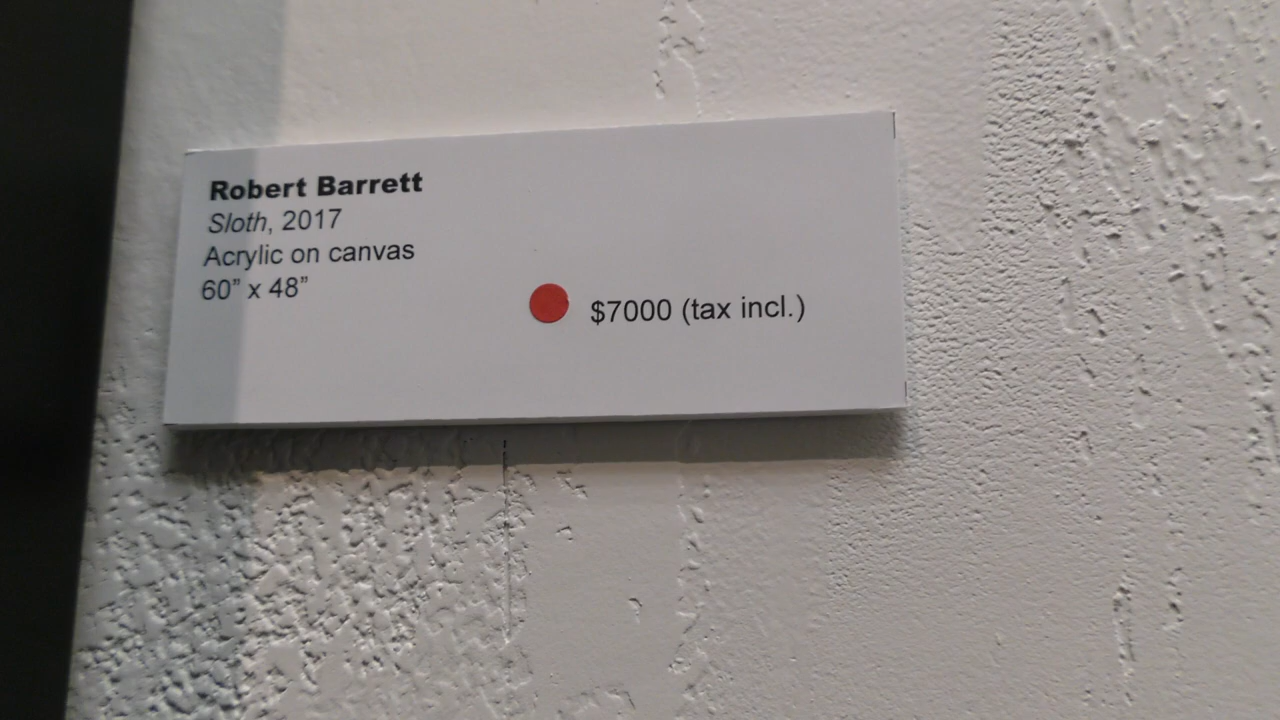 Robert Barrett
Sloth, 2017
Acrylic on canvas
60” x 48”
$7000 (tax incl.)